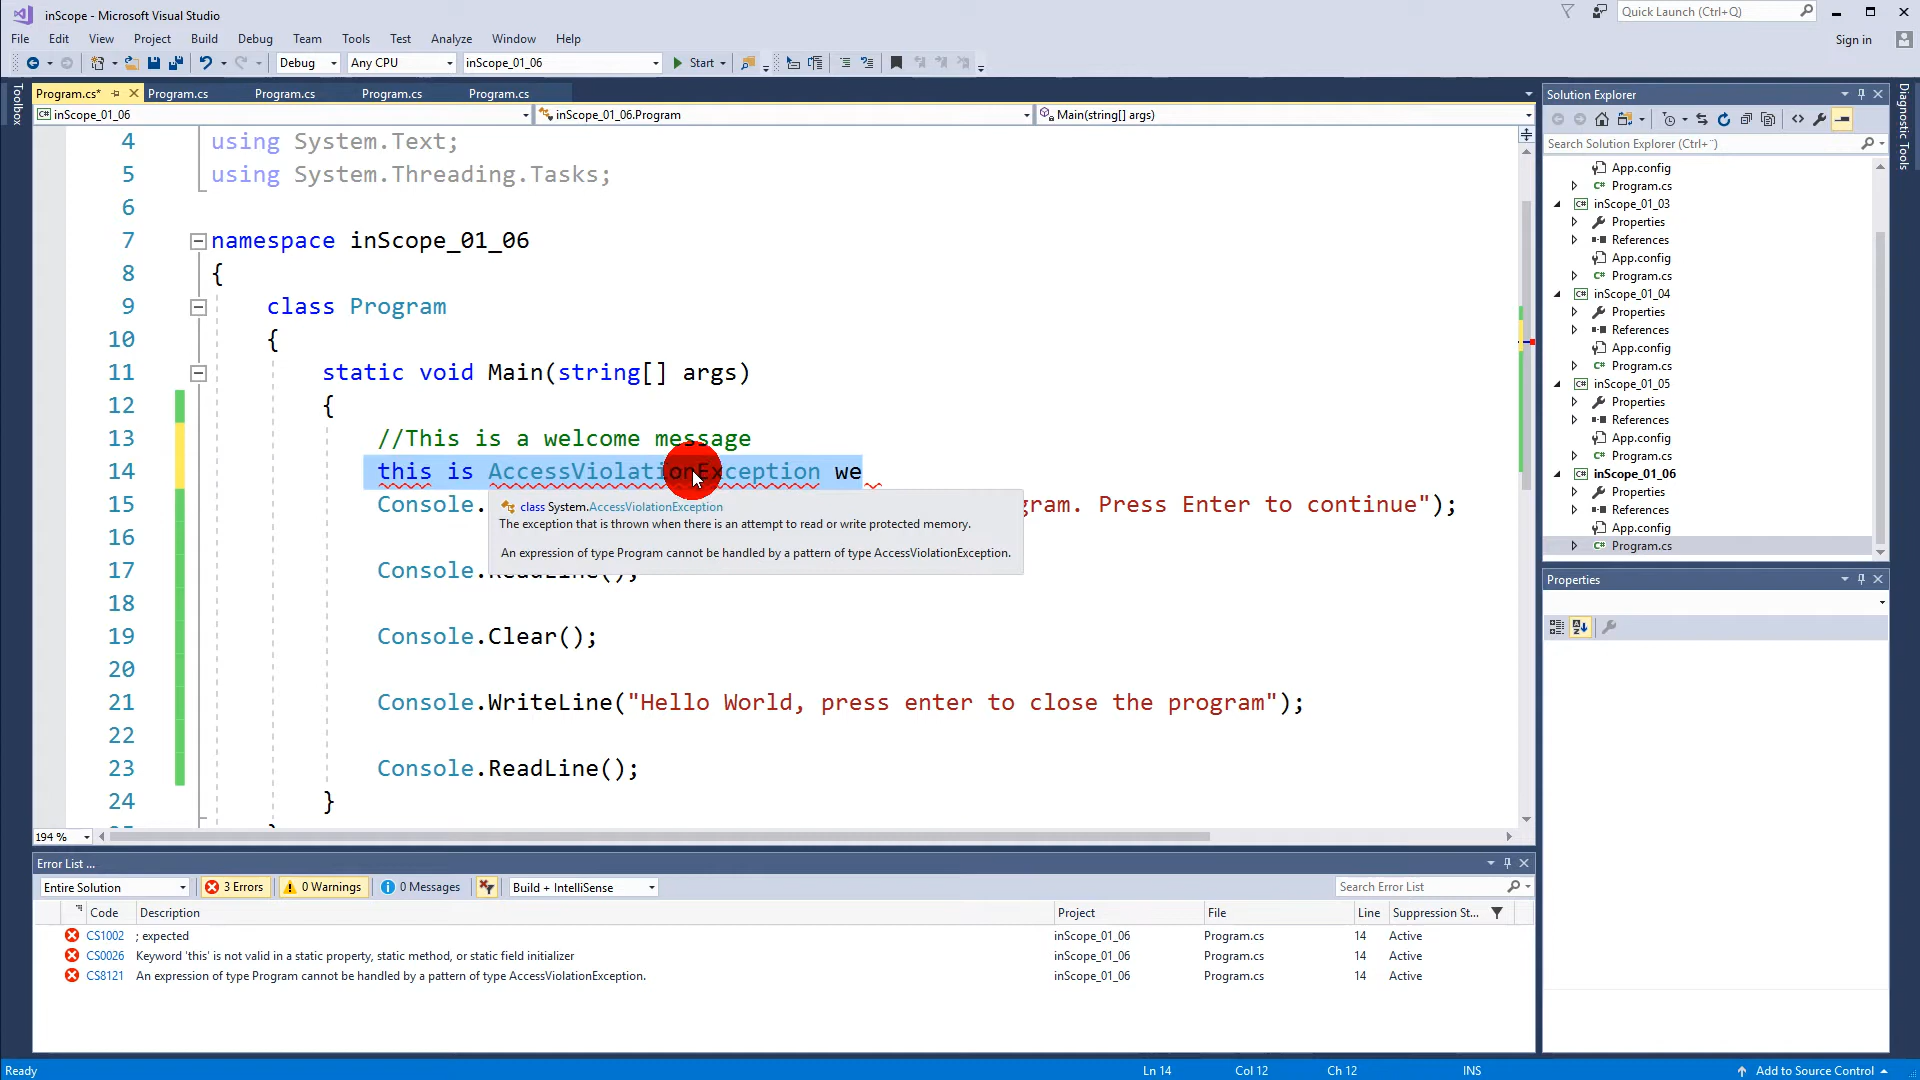 inScope - Microsoft Visual Studio
Quick Launch (Ctrl+Q)
File Edit View Project Build Debug Team Tools Test Analyze Window Help
Sign in
Debug Any CPU inScope_01_06 Start
Toolbox
Program.cs* Program.cs Program.cs Program.cs Program.cs
inScope_01_06 inScope_01_06.Program Main(string[] args)
4 using System.Text;
5 using System.Threading.Tasks;
6
7 namespace inScope_01_06
8 {
9 class Program
10 {
11 static void Main(string[] args)
12 {
13 //This is a welcome message
14 this is AccessViolationException we
15 Console. gram. Press Enter to continue");
class System.AccessViolationException
The exception that is thrown when there is an attempt to read or write protected memory.
An expression of type Program cannot be handled by a pattern of type AccessViolationException.
16
17 Console.ReadLine();
18
19 Console.Clear();
20
21 Console.WriteLine("Hello World, press enter to close the program");
22
23 Console.ReadLine();
24 }
194 %
Solution Explorer
Search Solution Explorer (Ctrl+¨)
App.config
C# Program.cs
C# inScope_01_03
Properties
References
App.config
C# Program.cs
C# inScope_01_04
Properties
References
App.config
C# Program.cs
C# inScope_01_05
Properties
References
App.config
C# Program.cs
C# inScope_01_06
Properties
References
App.config
C# Program.cs
Properties
Diagnostic Tools
Error List ...
Entire Solution 3 Errors 0 Warnings 0 Messages Build + IntelliSense Search Error List
Code Description Project File Line Suppression St...
CS1002 ; expected inScope_01_06 Program.cs 14 Active
CS0026 Keyword 'this' is not valid in a static property, static method, or static field initializer inScope_01_06 Program.cs 14 Active
CS8121 An expression of type Program cannot be handled by a pattern of type AccessViolationException. inScope_01_06 Program.cs 14 Active
Ready Ln 14 Col 12 Ch 12 INS Add to Source Control